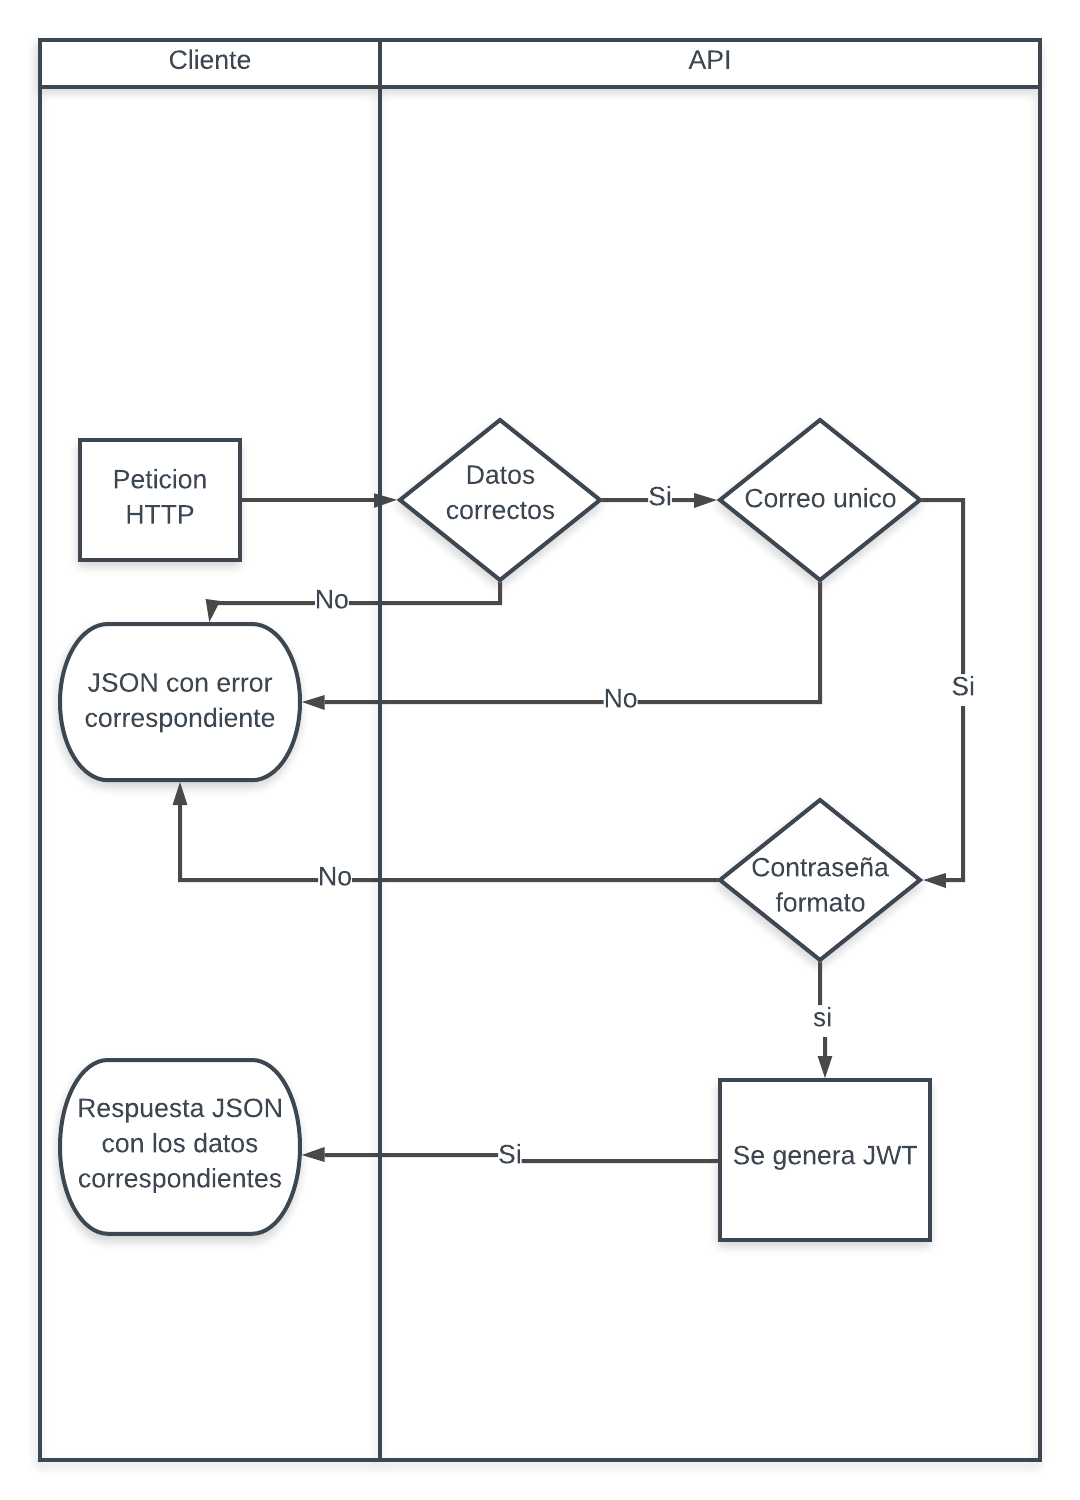 Cliente
API
Peticion
HTTP
Datos
correctos
Si
Correo unico
No
JSON con error
correspondiente
No
Si
Contraseña
formato
No
si
Respuesta JSON
con los datos
correspondientes
Si
Se genera JWT